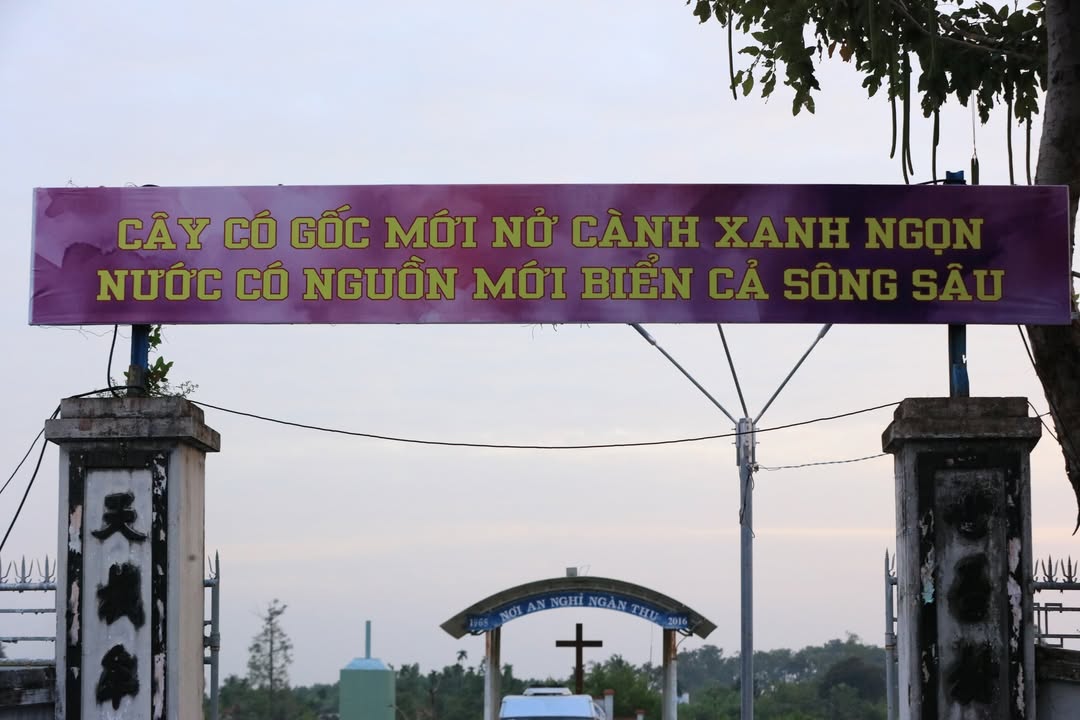 CÂY CÓ GỐC MỚI NỞ CÀNH XANH NGỌN
NƯỚC CÓ NGUỒN MỚI BIỂN CẢ SÔNG SÂU
天
1965 NƠI AN NGHỈ NGÀN THU 2016